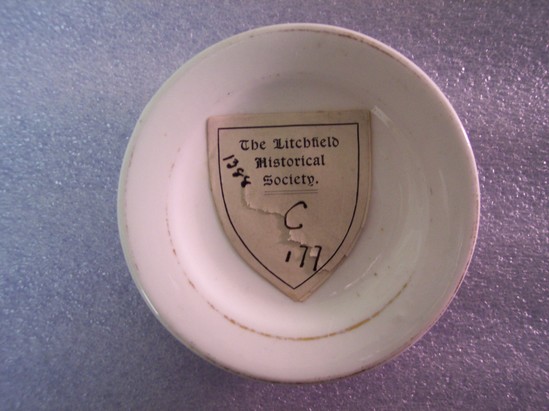 The Litchfield
Historical
Society.
C
177